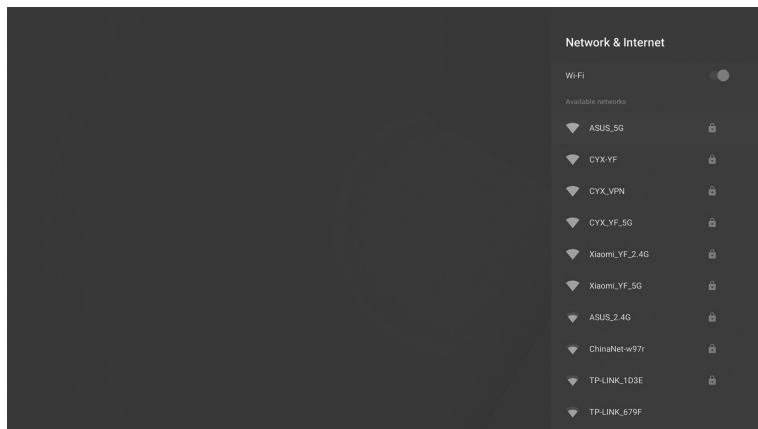 Network & Internet
Wi-Fi
Available networks
ASUS_5G
CYX-YF
CYX_VPN
CYX_YF_5G
Xiaomi_YF_2.4G
Xiaomi_YF_5G
ASUS_2.4G
ChinaNet-w97r
TP-LINK_1D3E
TP-LINK_679F